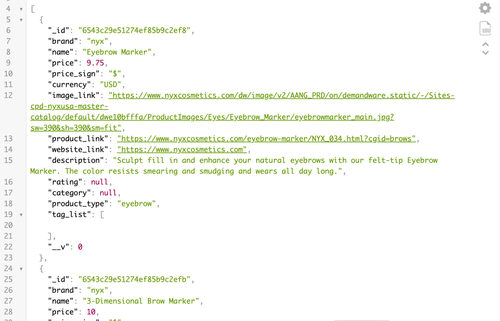 4 [
5 {
6 "_id": "6543c29e51274ef85b9c2ef8",
7 "brand": "nyx",
8 "name": "Eyebrow Marker",
9 "price": 9.75,
10 "price_sign": "$",
11 "currency": "USD",
12 "image_link": "https://www.nyxcosmetics.com/dw/image/v2/AANG_PRD/on/demandware.static/-/Sites-
cpd-nyxusa-master-
catalog/default/dwe10bfffa/ProductImages/Eyes/Eyebrow_Marker/eyebrowmarker_main.jpg?
sw=390&sh=390&sm=fit",
13 "product_link": "https://www.nyxcosmetics.com/eyebrow-marker/NYX_034.html?cgid=brows",
14 "website_link": "https://www.nyxcosmetics.com",
15 "description": "Sculpt fill in and enhance your natural eyebrows with our felt-tip Eyebrow
Marker. The color resists smearing and smudging and wears all day long.",
16 "rating": null,
17 "category": null,
18 "product_type": "eyebrow",
19 "tag_list": [
20
21 ],
22 "__v": 0
23 },
24 {
25 "_id": "6543c29e51274ef85b9c2efb",
26 "brand": "nyx",
27 "name": "3-Dimensional Brow Marker",
28 "price": 10,